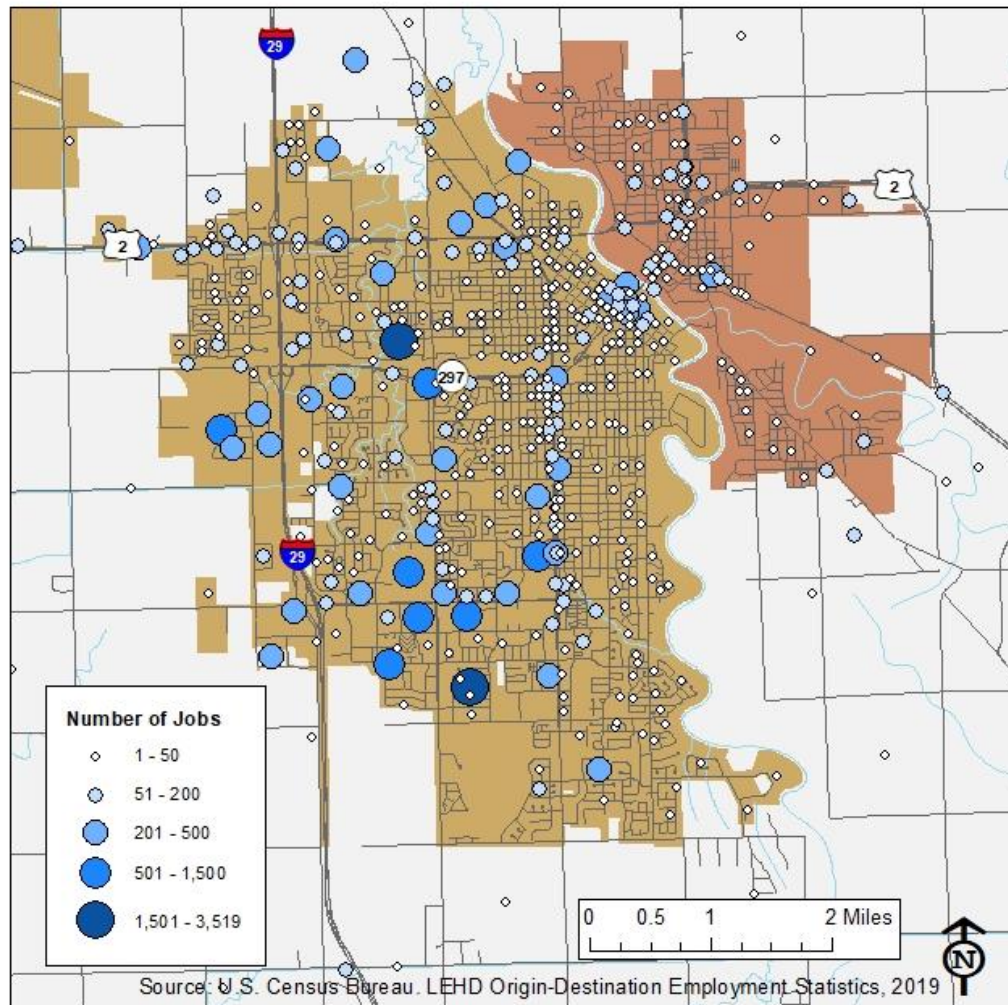 29
2
2
297
29
Number of Jobs
1 - 50
51 - 200
201 - 500
501 - 1,500
1,501 - 3,519
0 0.5 1 2 Miles
N
Source: U.S. Census Bureau. LEHD Origin-Destination Employment Statistics, 2019